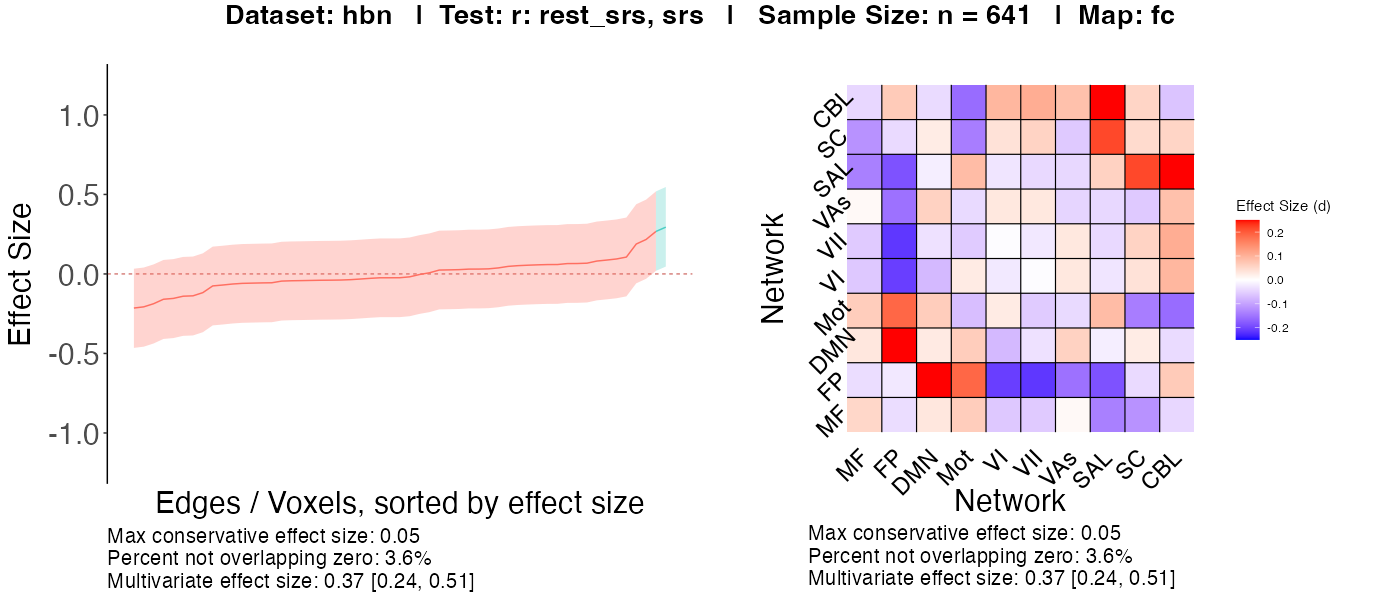 Dataset: hbn | Test: r: rest_srs, srs | Sample Size: n = 641 | Map: fc
Effect Size
1.0
0.5
0.0
-0.5
-1.0
Edges / Voxels, sorted by effect size
Max conservative effect size: 0.05
Percent not overlapping zero: 3.6%
Multivariate effect size: 0.37 [0.24, 0.51]
Network
CBL
SC
SAL
VAs
VII
VI
Mot
DMN
FP
MF
MF FP DMN Mot VI VII VAs SAL SC CBL
Network
Max conservative effect size: 0.05
Percent not overlapping zero: 3.6%
Multivariate effect size: 0.37 [0.24, 0.51]
Effect Size (d)
0.2
0.1
0.0
-0.1
-0.2